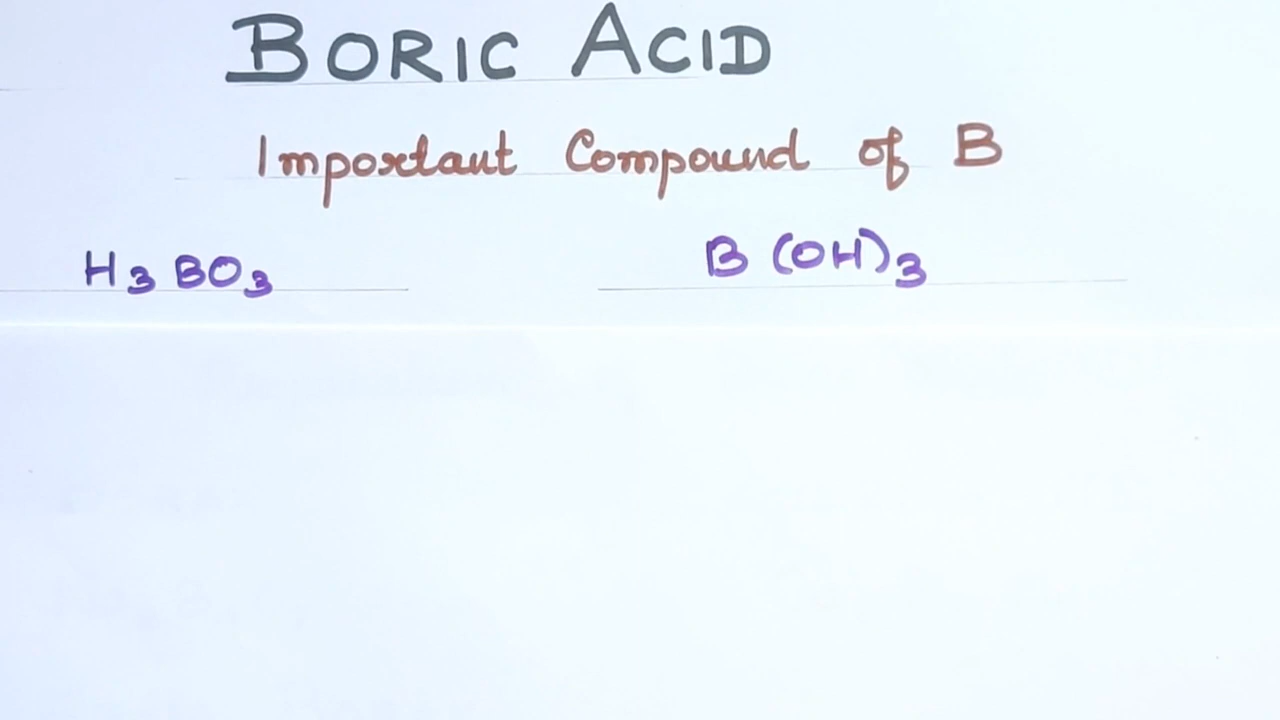 BORIC ACID
Important Compound of B
H₃BO₃ B(OH)₃